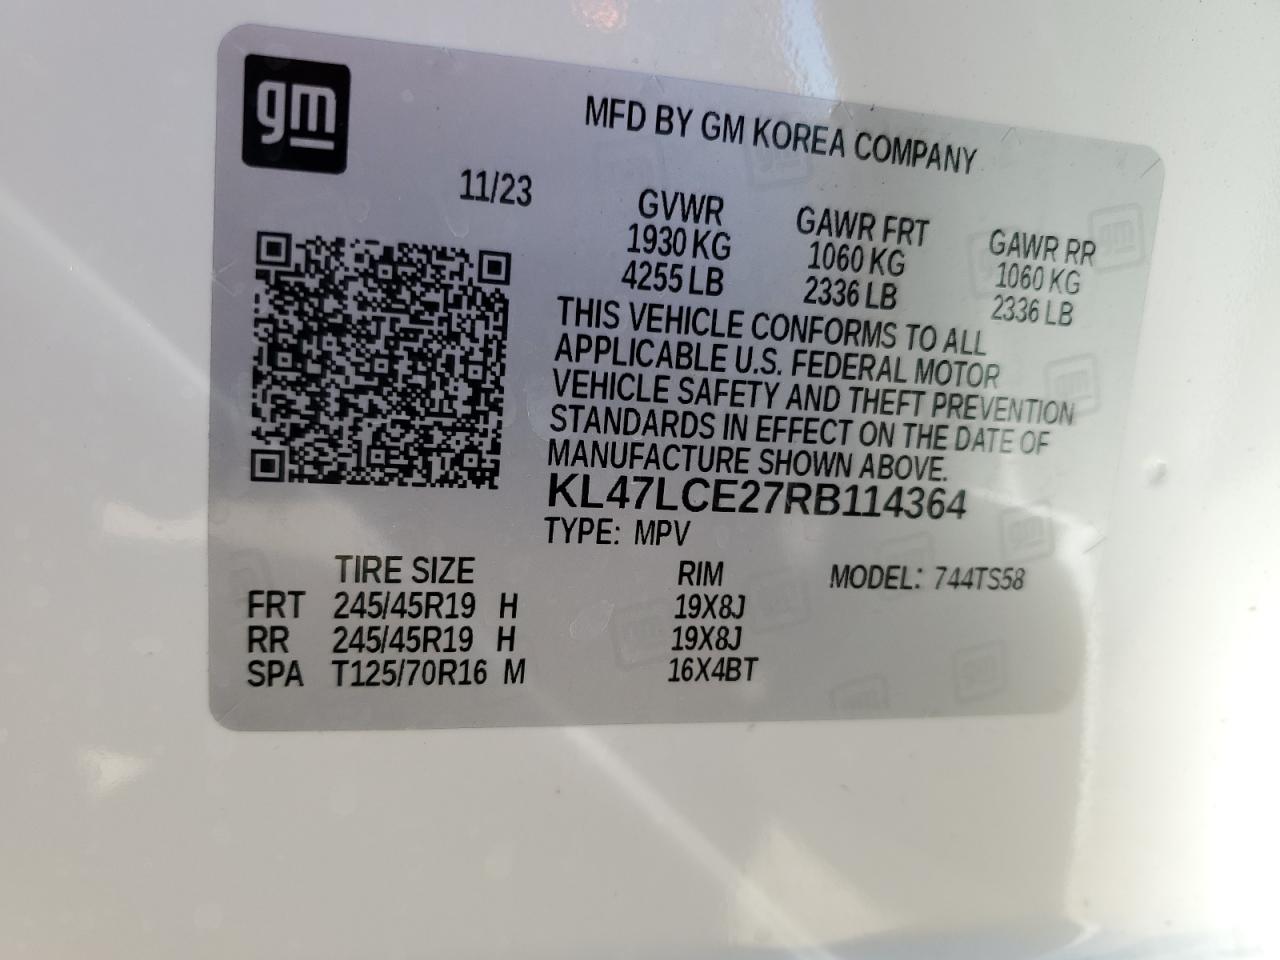 gm
MFD BY GM KOREA COMPANY
11/23
GVWR GAWR FRT GAWR RR
1930 KG 1060 KG 1060 KG
4255 LB 2336 LB 2336 LB
THIS VEHICLE CONFORMS TO ALL
APPLICABLE U.S. FEDERAL MOTOR
VEHICLE SAFETY AND THEFT PREVENTION
STANDARDS IN EFFECT ON THE DATE OF
MANUFACTURE SHOWN ABOVE.
KL47LCE27RB114364
TYPE: MPV
TIRE SIZE RIM MODEL: 744TS58
FRT 245/45R19 H 19X8J
RR 245/45R19 H 19X8J
SPA T125/70R16 M 16X4BT